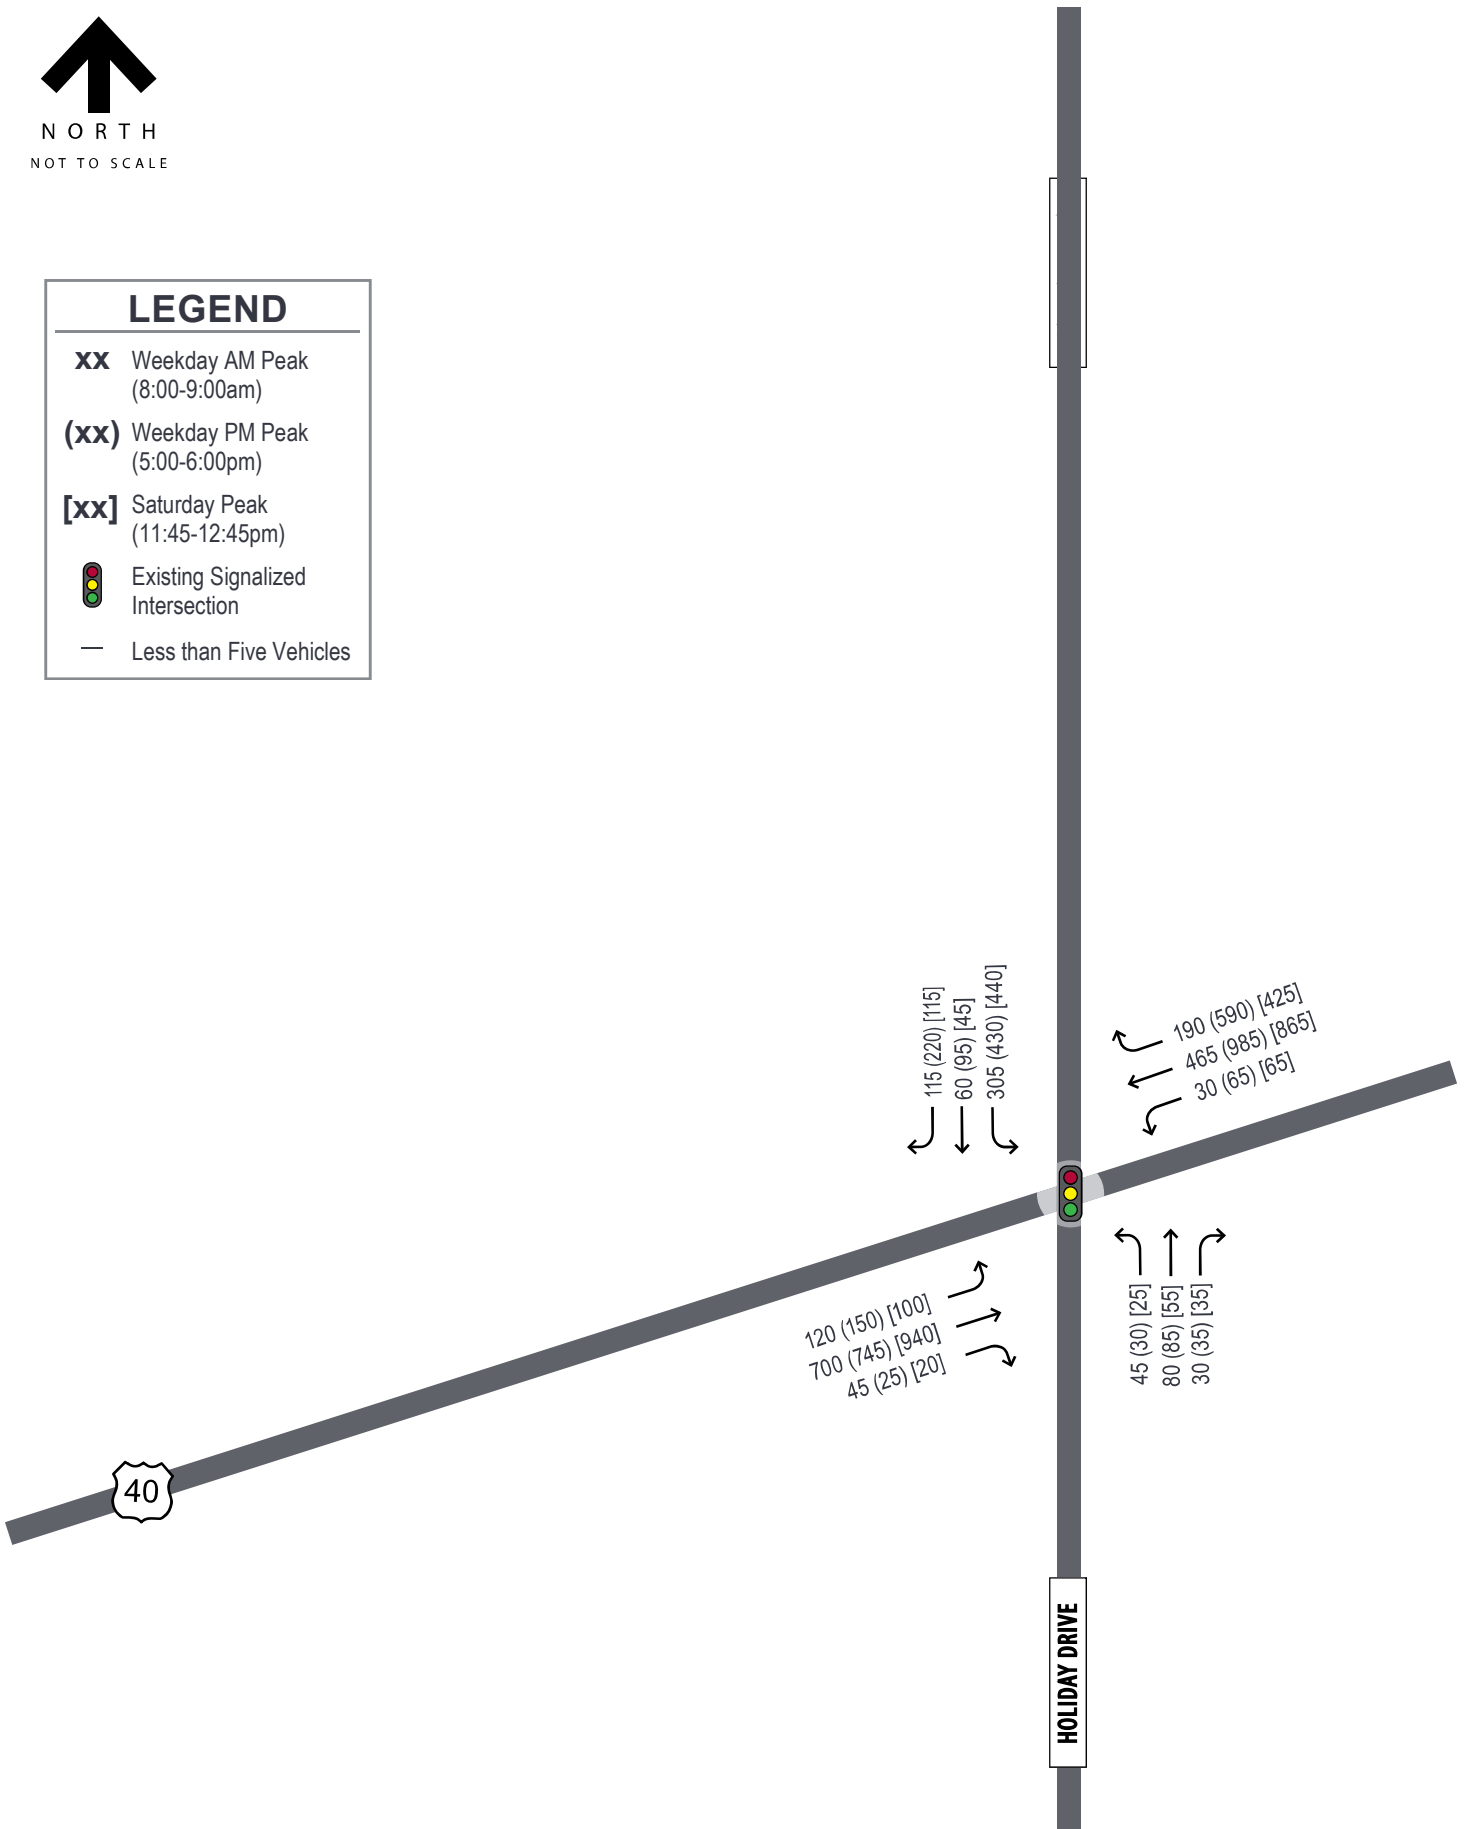 NORTH
NOT TO SCALE
LEGEND
xx Weekday AM Peak
(8:00-9:00am)
(xx) Weekday PM Peak
(5:00-6:00pm)
[xx] Saturday Peak
(11:45-12:45pm)
Existing Signalized
Intersection
— Less than Five Vehicles
115 (220) [115]
60 (95) [45]
305 (430) [440]
190 (590) [425]
465 (985) [865]
30 (65) [65]
120 (150) [100]
700 (745) [940]
45 (25) [20]
45 (30) [25]
80 (85) [55]
30 (35) [35]
40
HOLIDAY DRIVE